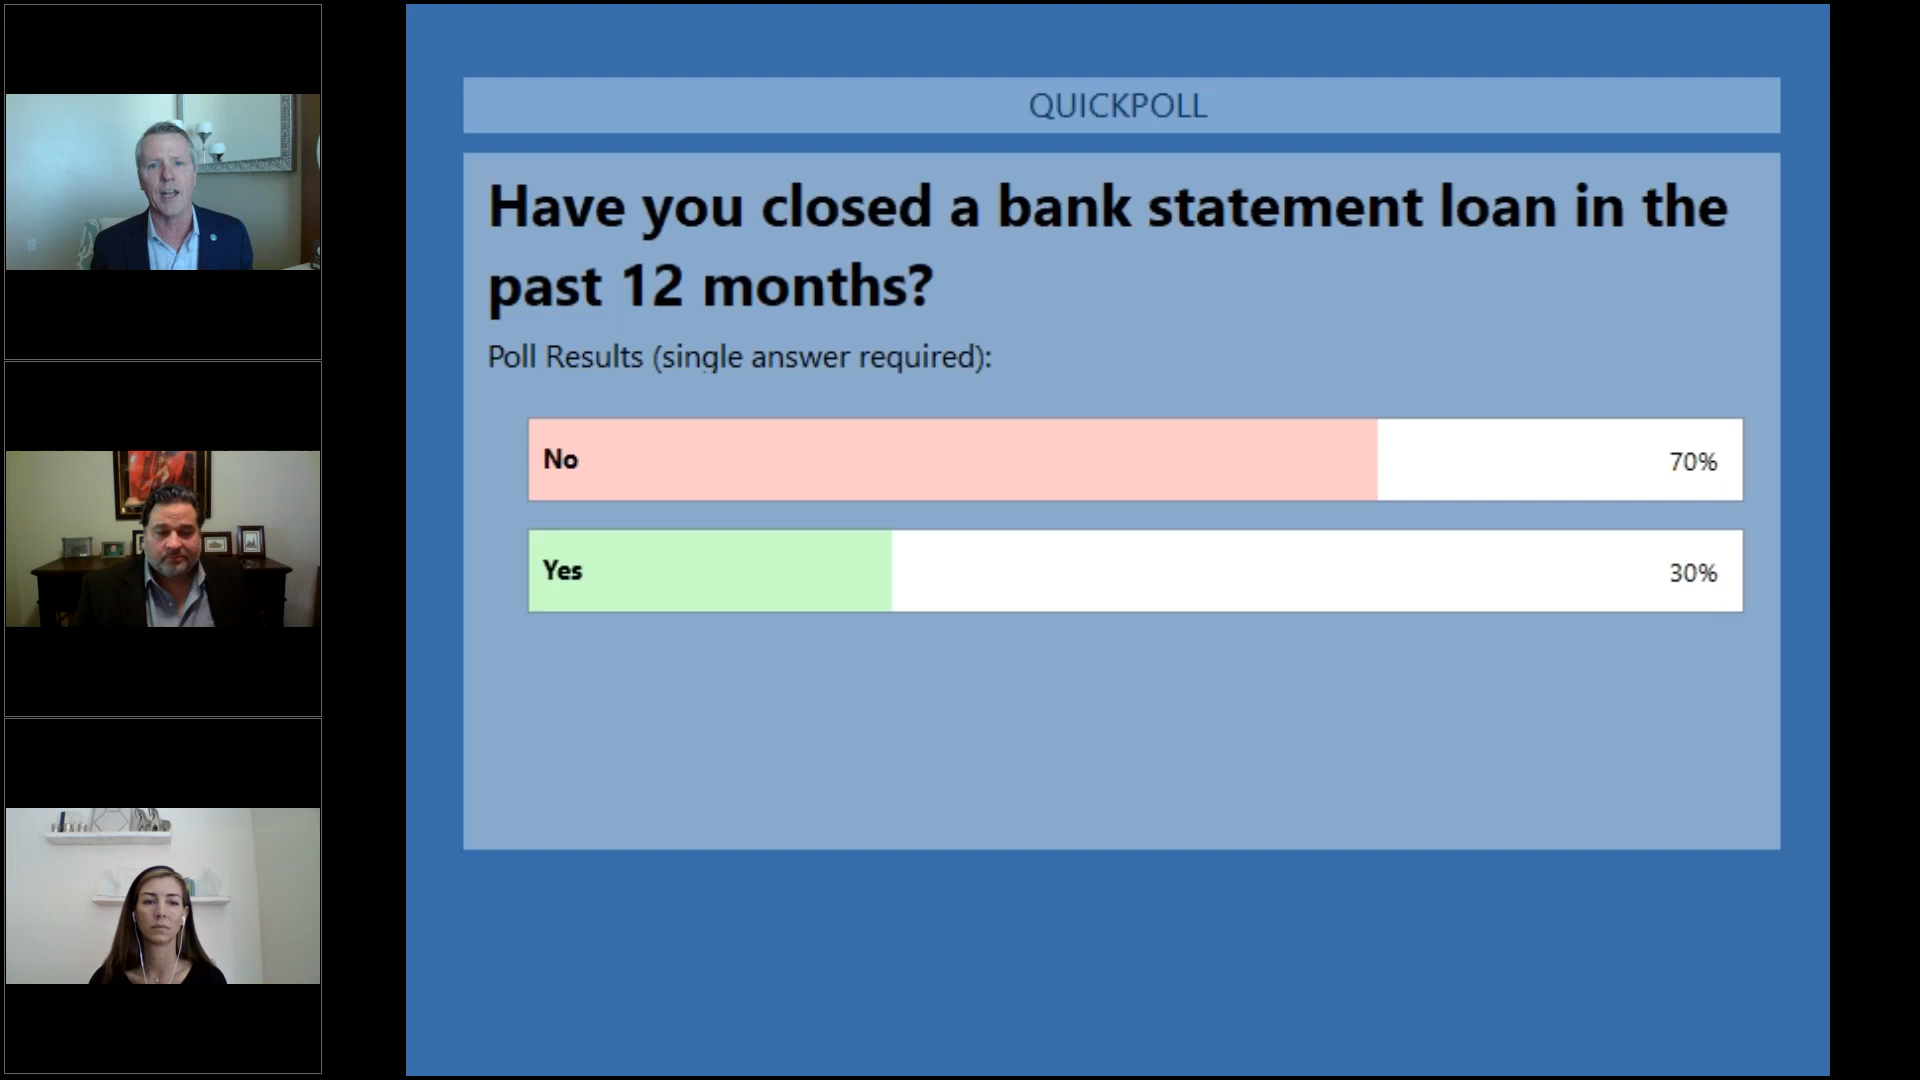 QUICKPOLL
Have you closed a bank statement loan in the
past 12 months?
Poll Results (single answer required):
No 70%
Yes 30%